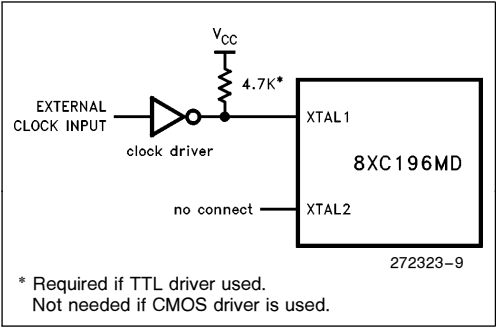 VCC
4.7K*
EXTERNAL
CLOCK INPUT
clock driver
XTAL1
8XC196MD
no connect
XTAL2
272323-9
* Required if TTL driver used.
Not needed if CMOS driver is used.